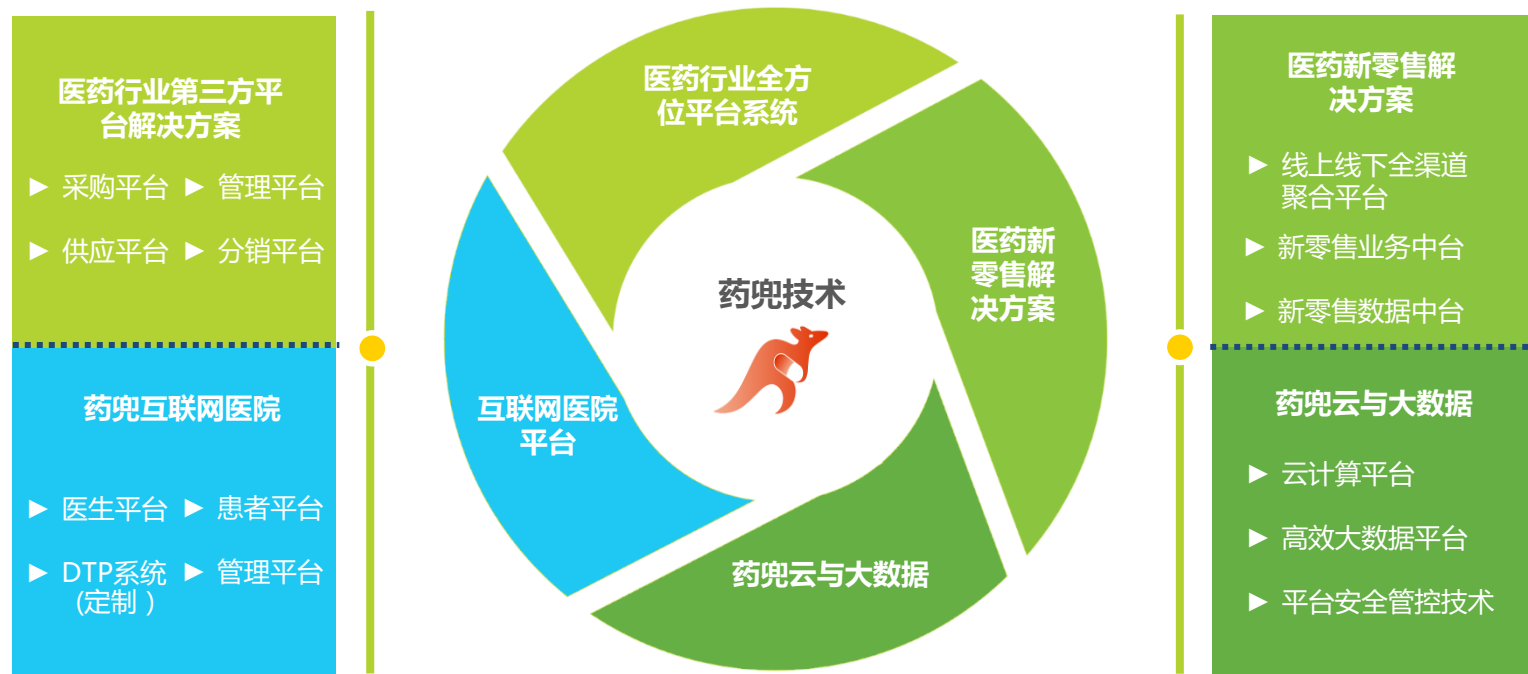 医药行业第三方平
台解决方案
► 采购平台 ► 管理平台
► 供应平台 ► 分销平台
药兜互联网医院
► 医生平台 ► 患者平台
► DTP系统 ► 管理平台
(定制 )
医药行业全方
位平台系统
医药新
零售解
决方案
药兜技术
互联网医院
平台
药兜云与大数据
医药新零售解
决方案
► 线上线下全渠道
聚合平台
► 新零售业务中台
► 新零售数据中台
药兜云与大数据
► 云计算平台
► 高效大数据平台
► 平台安全管控技术